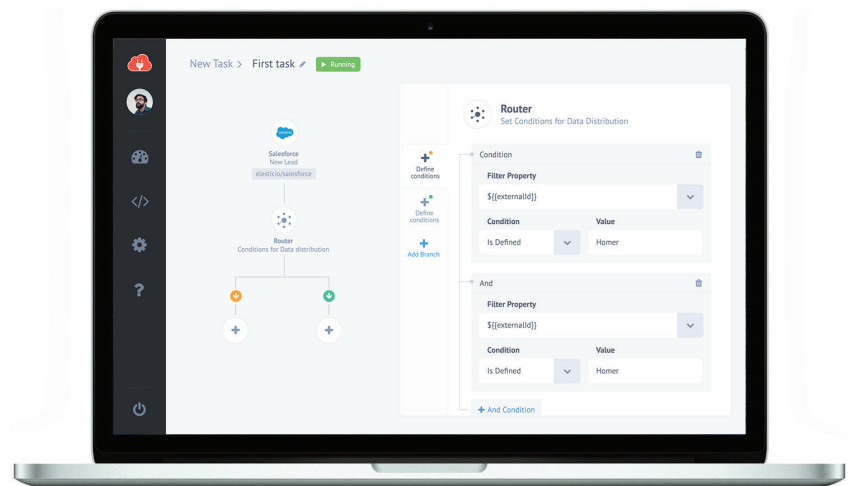 New Task > First task
Running
Salesforce
New Lead
elesticio/salesforce
Router
Conditions for Data distribution
Define
conditions
Define
conditions
Add Branch
Router
Set Conditions for Data Distribution
Condition
Filter Property
${{externalId}}
Condition Value
Is Defined Homer
And
Filter Property
${{externalId}}
Condition Value
Is Defined Homer
+ And Condition